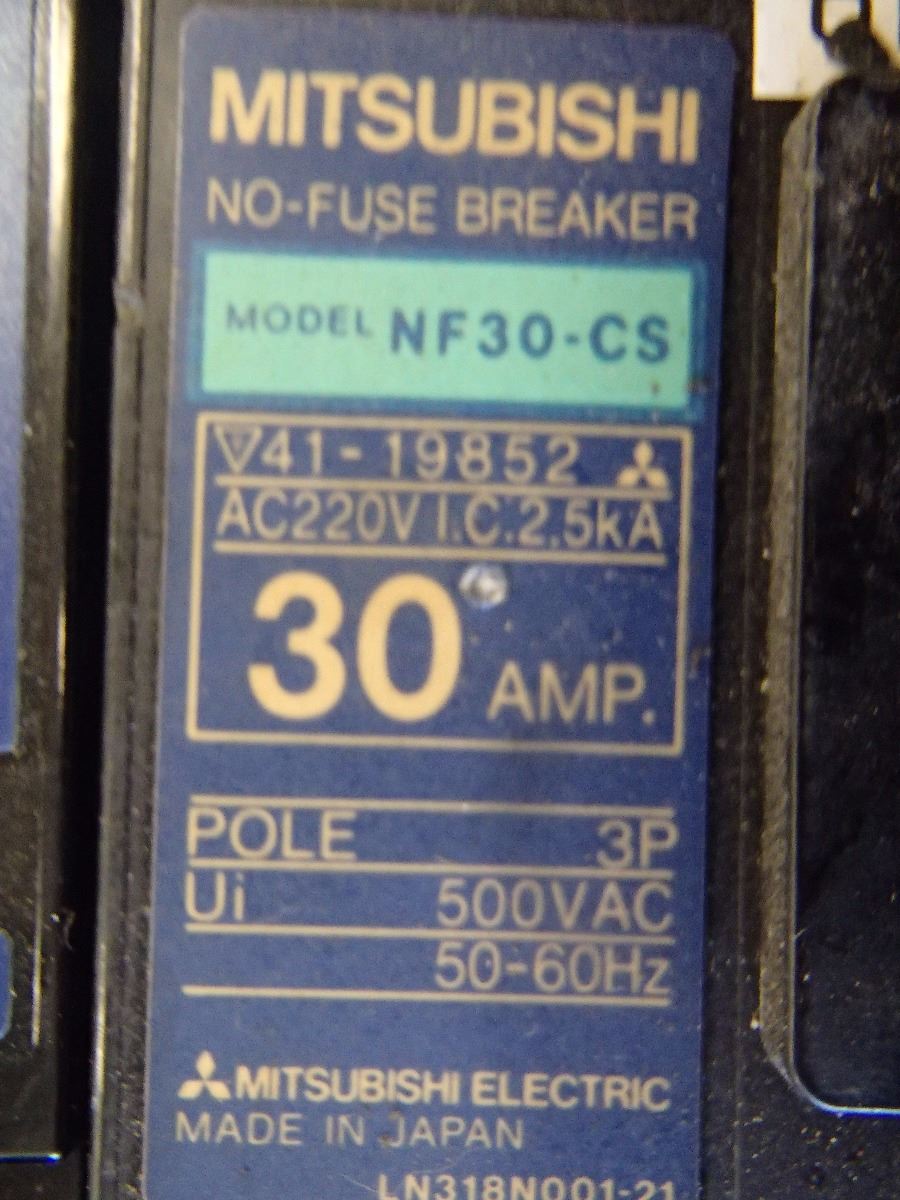 MITSUBISHI
NO-FUSE BREAKER
MODEL NF30-CS
41-19852
AC220V I.C.2.5kA
30 AMP.
POLE 3P
Ui 500VAC
50-60Hz
MITSUBISHI ELECTRIC
MADE IN JAPAN
LN318N001-21